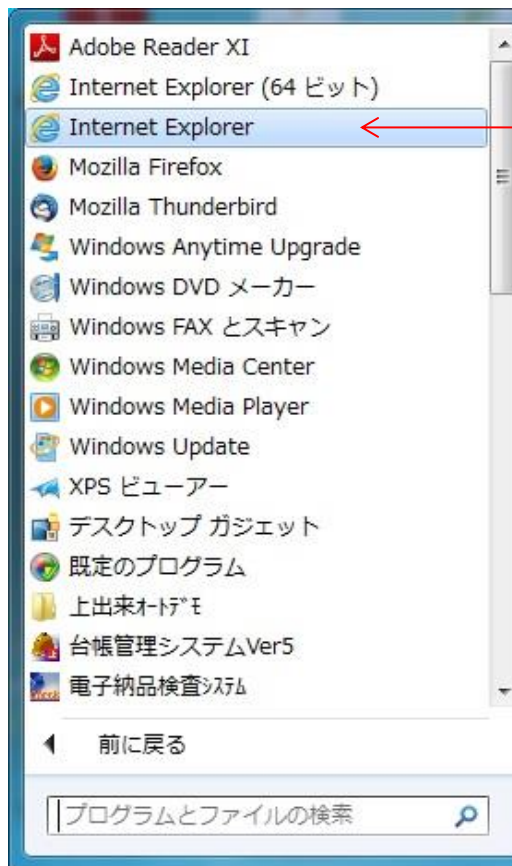 Adobe Reader XI
Internet Explorer (64 ビット)
Internet Explorer
Mozilla Firefox
Mozilla Thunderbird
Windows Anytime Upgrade
Windows DVD メーカー
Windows FAX とスキャン
Windows Media Center
Windows Media Player
Windows Update
XPS ビューアー
デスクトップ ガジェット
既定のプログラム
上出来ｵｰﾄﾃﾞﾓ
台帳管理システムVer5
電子納品検査ｼｽﾃﾑ
前に戻る
プログラムとファイルの検索